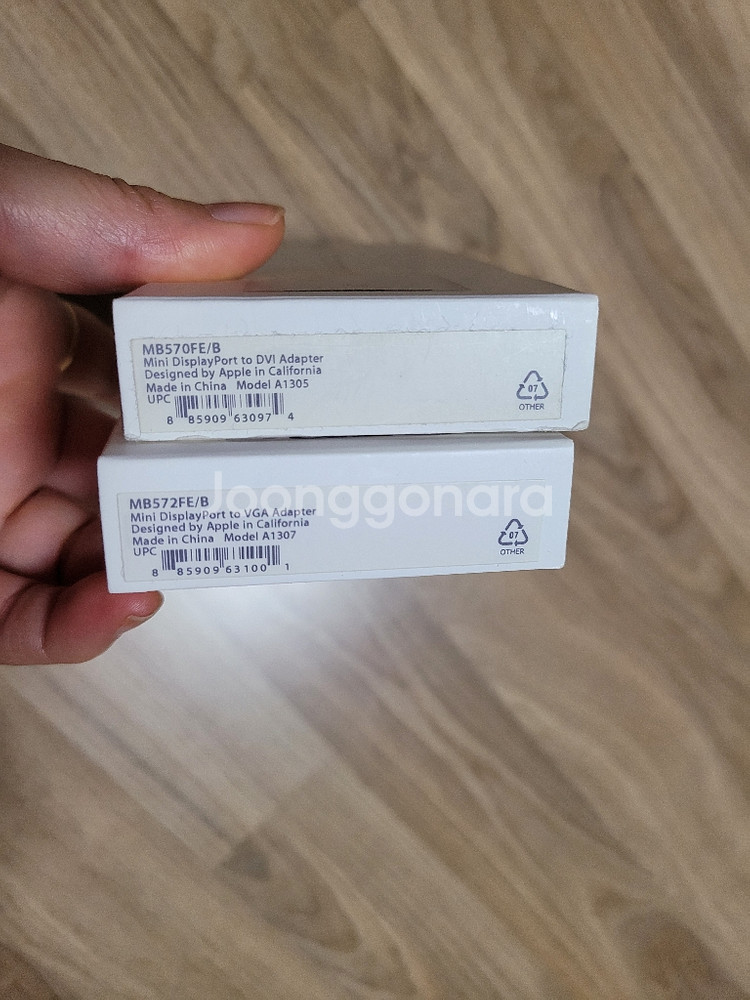 MB570FE/B
Mini DisplayPort to DVI Adapter
Designed by Apple in California
Made in China Model A1305
UPC
8 85909 63097 4
07
OTHER
Joonggonara
MB572FE/B
Mini DisplayPort to VGA Adapter
Designed by Apple in California
Made in China Model A1307
UPC
8 85909 63100 1
07
OTHER